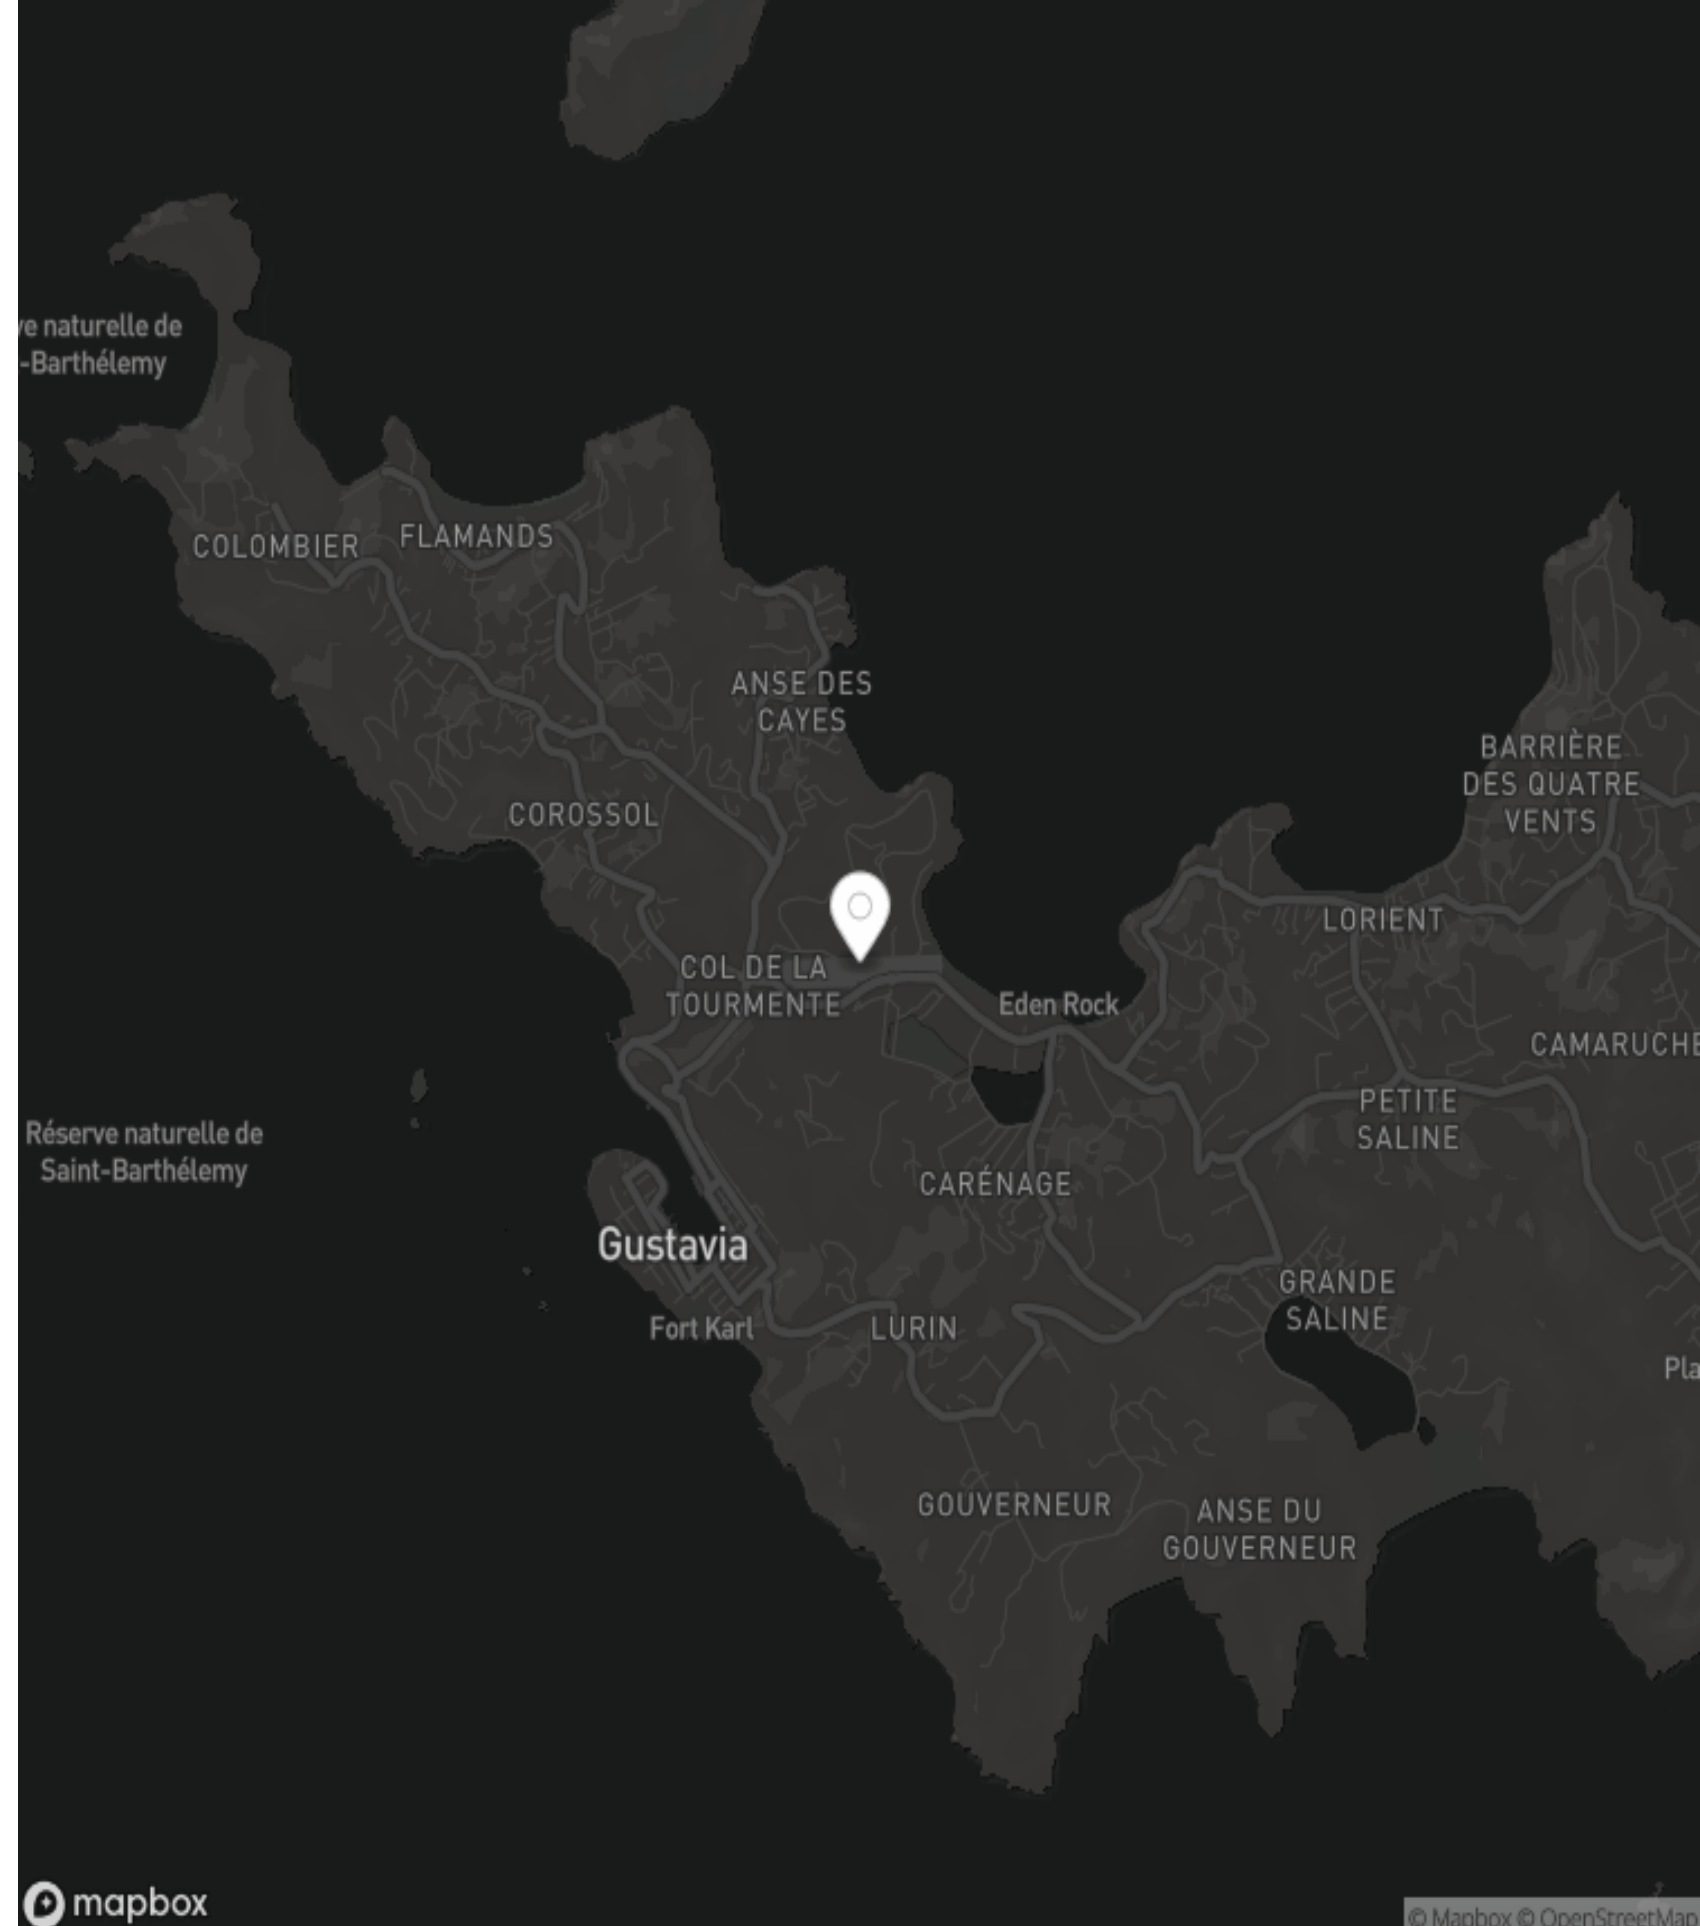 ve naturelle de
-Barthélemy
COLOMBIER
FLAMANDS
ANSE DES
CAYES
BARRIÈRE
DES QUATRE
VENTS
COROSSOL
LORIENT
COL DE LA
TOURMENTE
Eden Rock
CAMARUCHE
PETITE
SALINE
Réserve naturelle de
Saint-Barthélemy
CARÉNAGE
Gustavia
GRANDE
SALINE
Fort Karl
LURIN
Pla
GOUVERNEUR
ANSE DU
GOUVERNEUR
mapbox
© Mapbox © OpenStreetMap